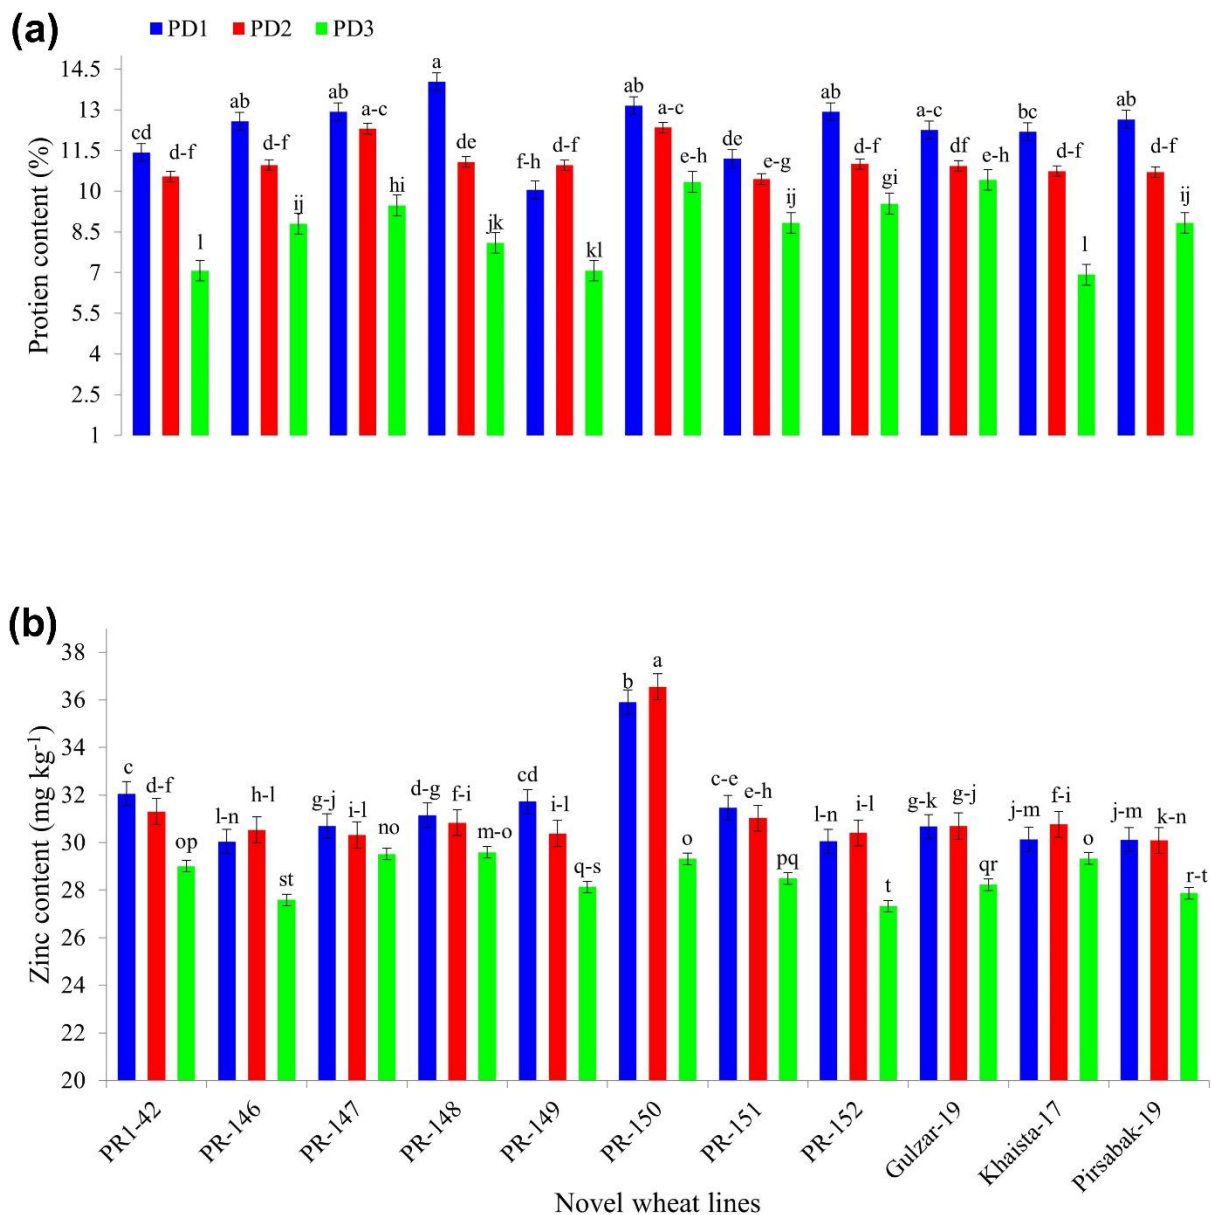 (a)
PD1 PD2 PD3
Protien content (%)
14.5
13
11.5
10
8.5
7
5.5
4
2.5
1
cd d-f l
ab d-f ij
ab a-c hi
a de jk
f-h d-f kl
ab a-c e-h
de e-g ij
ab d-f gi
a-c df e-h
bc d-f l
ab d-f ij
(b)
Zinc content (mg kg-1)
38
36
34
32
30
28
26
24
22
20
c d-f op
l-n h-l st
g-j i-l no
d-g f-i m-o
cd i-l q-s
b a o
c-e e-h pq
l-n i-l t
g-k g-j qr
j-m f-i o
j-m k-n r-t
PR1-42
PR-146
PR-147
PR-148
PR-149
PR-150
PR-151
PR-152
Gulzar-19
Khaista-17
Pirsabak-19
Novel wheat lines